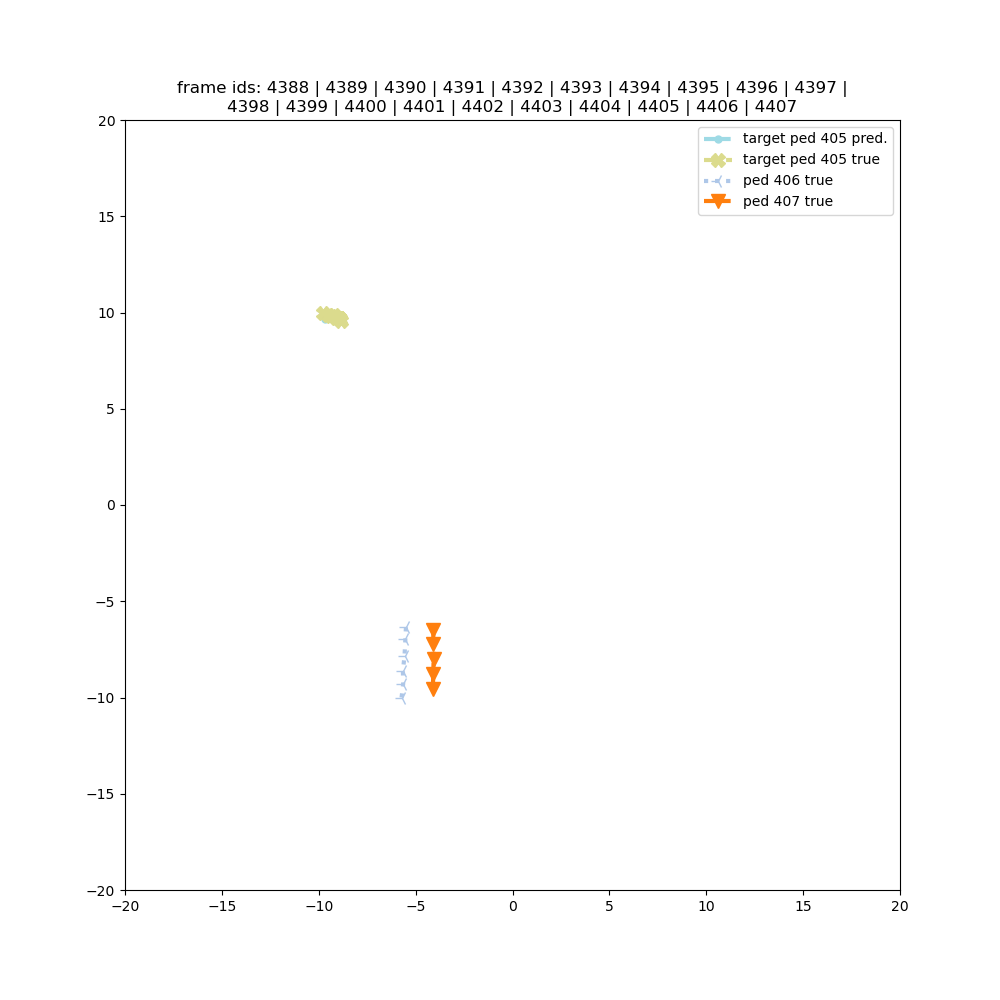 frame ids: 4388 | 4389 | 4390 | 4391 | 4392 | 4393 | 4394 | 4395 | 4396 | 4397 |
4398 | 4399 | 4400 | 4401 | 4402 | 4403 | 4404 | 4405 | 4406 | 4407
target ped 405 pred.
target ped 405 true
ped 406 true
ped 407 true
20
15
10
5
0
−5
−10
−15
−20
−20 −15 −10 −5 0 5 10 15 20